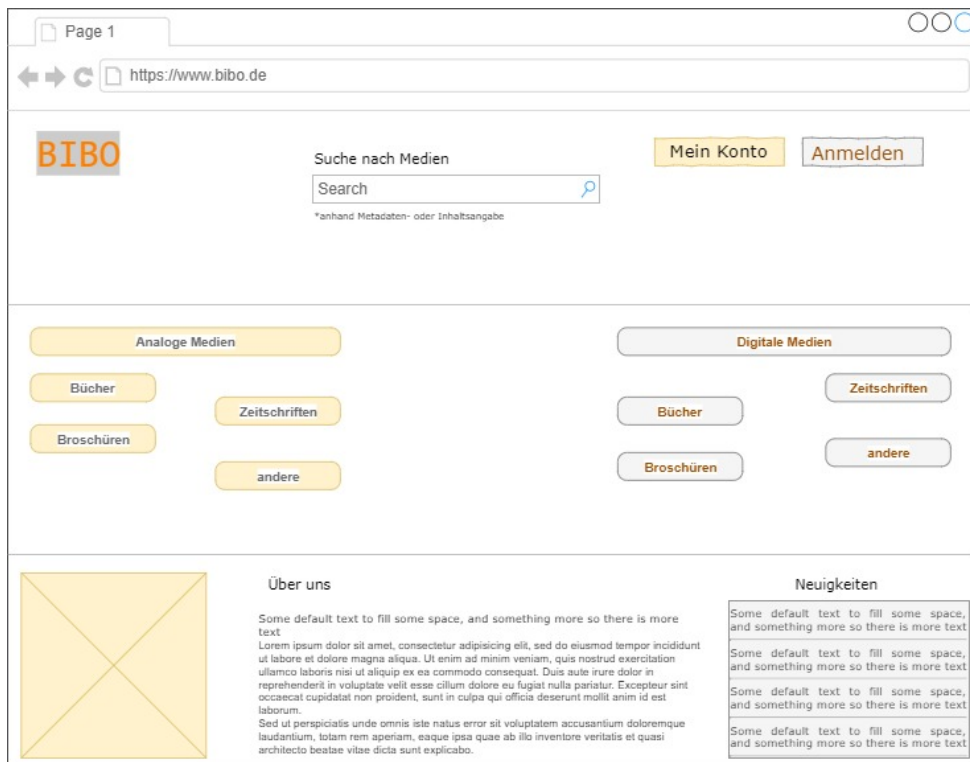 Page 1
https://www.bibo.de
BIBO
Suche nach Medien
Search
*anhand Metadaten- oder Inhaltsangabe
Mein Konto
Anmelden
Analoge Medien
Bücher
Zeitschriften
Broschüren
andere
Digitale Medien
Zeitschriften
Bücher
andere
Broschüren
Über uns
Some default text to fill some space, and something more so there is more
text
Lorem ipsum dolor sit amet, consectetur adipisicing elit, sed do eiusmod tempor incididunt
ut labore et dolore magna aliqua. Ut enim ad minim veniam, quis nostrud exercitation
ullamco laboris nisi ut aliquip ex ea commodo consequat. Duis aute irure dolor in
reprehenderit in voluptate velit esse cillum dolore eu fugiat nulla pariatur. Excepteur sint
occaecat cupidatat non proident, sunt in culpa qui officia deserunt mollit anim id est
laborum.
Sed ut perspiciatis unde omnis iste natus error sit voluptatem accusantium doloremque
laudantium, totam rem aperiam, eaque ipsa quae ab illo inventore veritatis et quasi
architecto beatae vitae dicta sunt explicabo.
Neuigkeiten
Some default text to fill some space,
and something more so there is more text
Some default text to fill some space,
and something more so there is more text
Some default text to fill some space,
and something more so there is more text
Some default text to fill some space,
and something more so there is more text